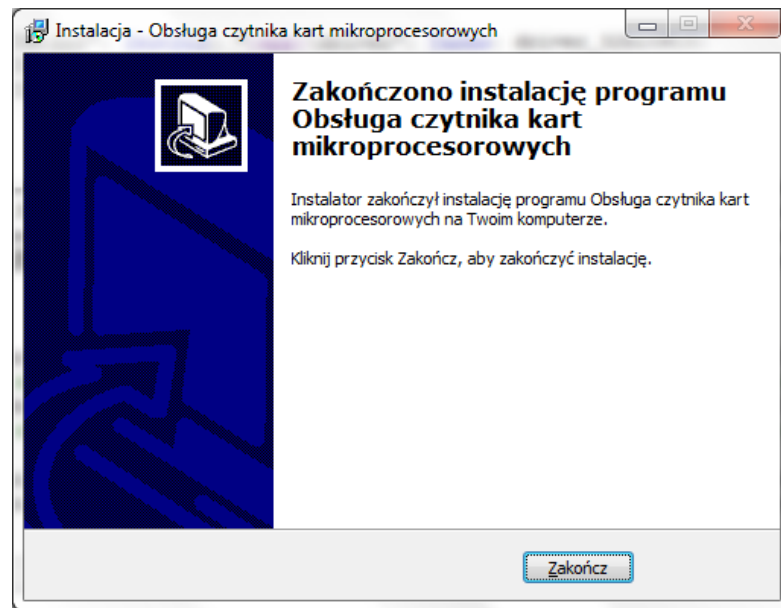 Instalacja - Obsługa czytnika kart mikroprocesorowych
Zakończono instalację programu
Obsługa czytnika kart
mikroprocesorowych
Instalator zakończył instalację programu Obsługa czytnika kart
mikroprocesorowych na Twoim komputerze.
Kliknij przycisk Zakończ, aby zakończyć instalację.
Zakończ